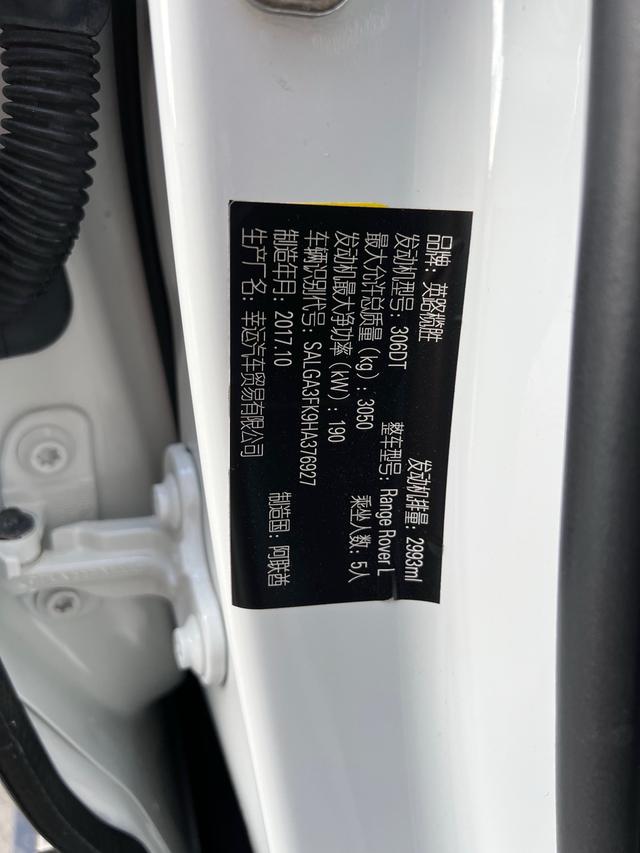 品牌：英路揽胜
发动机型号：306DT 发动机排量：2993ml
最大允许总质量（kg）：3050 整车型号：Range Rover L
发动机最大净功率（kW）：190 乘坐人数：5人
车辆识别代号：SALGA3FK9HA376927
制造年月：2017.10 制造国：阿联酋
生产厂名：幸运汽车贸易有限公司